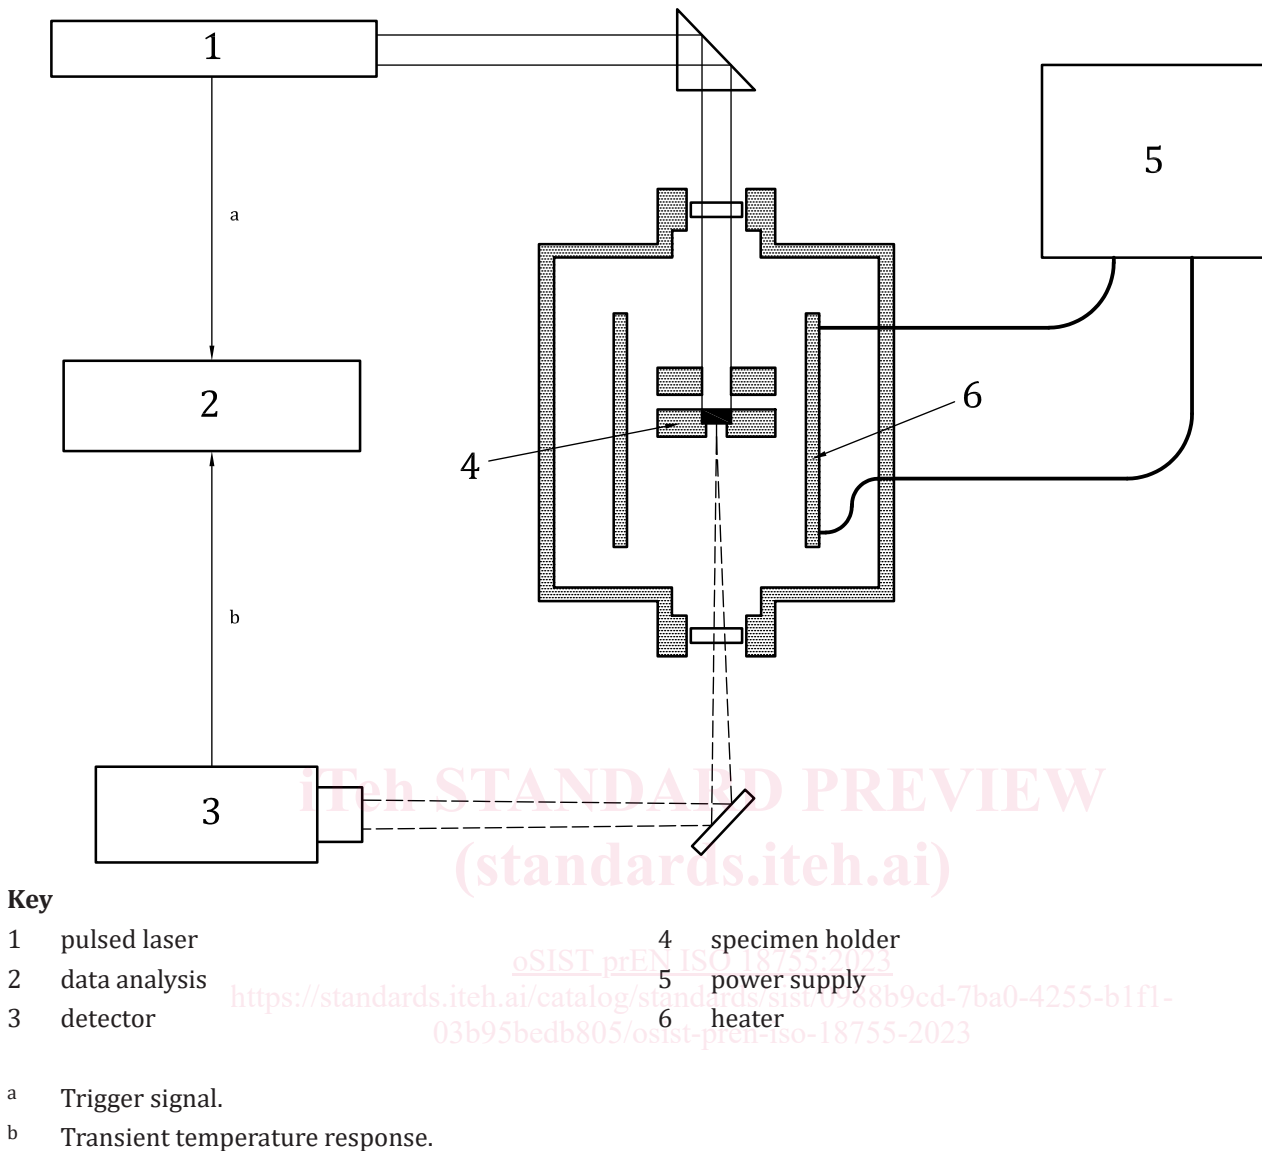 1
5
a
2
6
4
b
3
iTeh STANDARD PREVIEW
(standards.iteh.ai)
Key
1 pulsed laser 4 specimen holder
oSIST prEN ISO 18755:2023
2 data analysis 5 power supply
https://standards.iteh.ai/catalog/standards/sist/0988b9cd-7ba0-4255-b1f1-
3 detector 6 heater
03b95bedb805/osist-pren-iso-18755-2023
a Trigger signal.
b Transient temperature response.